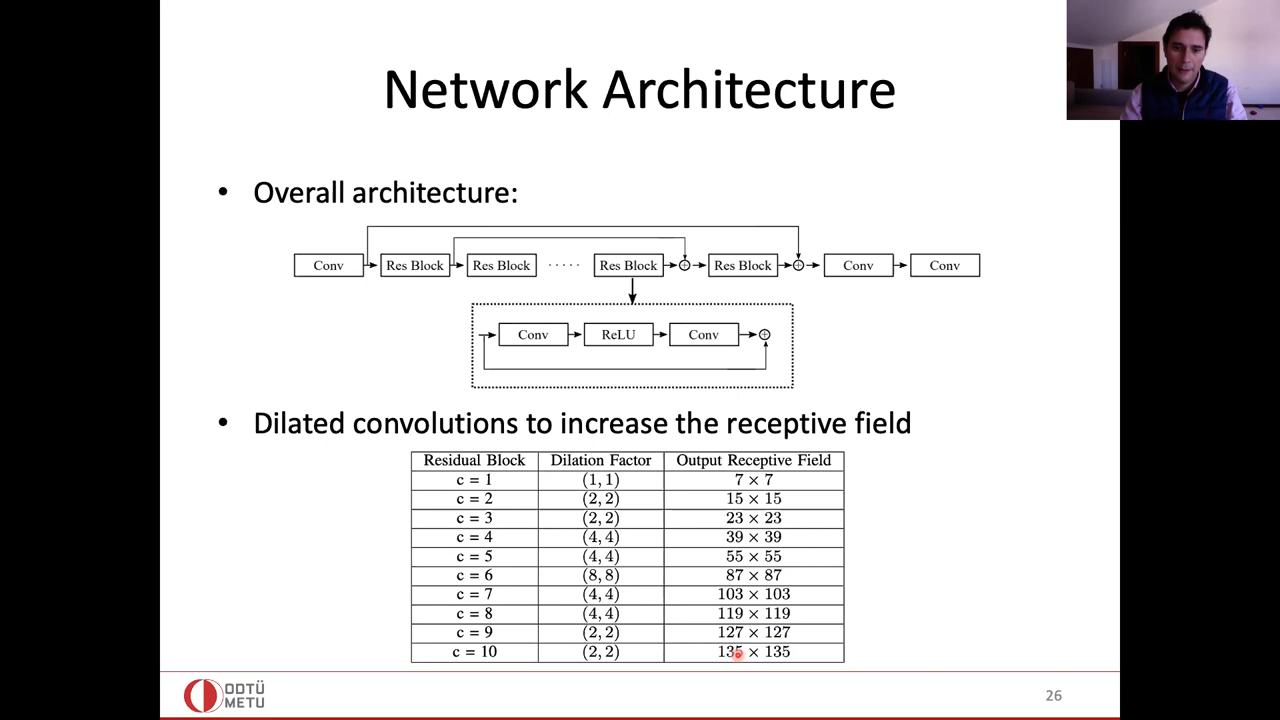 Network Architecture
• Overall architecture:
Conv Res Block Res Block ..... Res Block Res Block Conv Conv
Conv ReLU Conv
• Dilated convolutions to increase the receptive field
Residual Block Dilation Factor Output Receptive Field
c = 1 (1, 1) 7 × 7
c = 2 (2, 2) 15 × 15
c = 3 (2, 2) 23 × 23
c = 4 (4, 4) 39 × 39
c = 5 (4, 4) 55 × 55
c = 6 (8, 8) 87 × 87
c = 7 (4, 4) 103 × 103
c = 8 (4, 4) 119 × 119
c = 9 (2, 2) 127 × 127
c = 10 (2, 2) 135 × 135
ODTÜ
METU
26